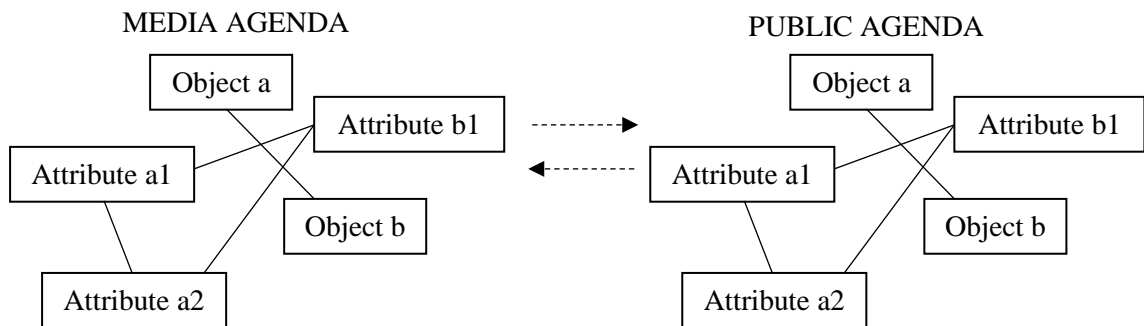 MEDIA AGENDA
Object a
Attribute b1
Attribute a1
Object b
Attribute a2
PUBLIC AGENDA
Object a
Attribute b1
Attribute a1
Object b
Attribute a2